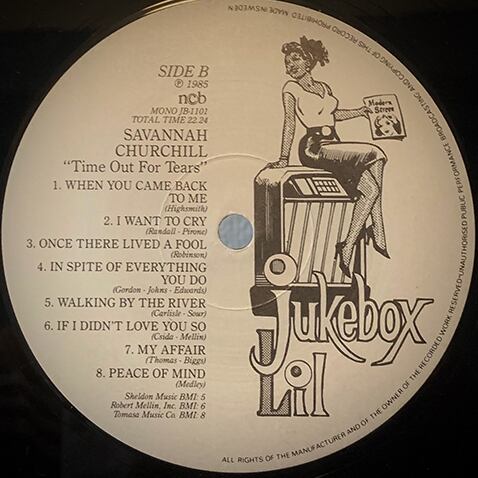 SIDE B
℗ 1985
ncb
MONO JB-1101
TOTAL TIME 22:24
SAVANNAH
CHURCHILL
"Time Out For Tears"
1. WHEN YOU CAME BACK
TO ME
(Highsmith)
2. I WANT TO CRY
(Randall - Pirone)
3. ONCE THERE LIVED A FOOL
(Robinson)
4. IN SPITE OF EVERYTHING
YOU DO
(Gordon - Johns - Edwards)
5. WALKING BY THE RIVER
(Carlisle - Sour)
6. IF I DIDN'T LOVE YOU SO
(Csida - Mellin)
7. MY AFFAIR
(Thomas - Biggs)
8. PEACE OF MIND
(Medley)
Sheldon Music BMI: 5
Robert Mellin, Inc. BMI: 6
Tomasa Music Co. BMI: 8
Modern
Screen
Jukebox
Lil
ALL RIGHTS OF THE MANUFACTURER AND OF THE OWNER OF THE RECORDED WORK RESERVED•UNAUTHORISED PUBLIC PERFORMANCE, BROADCASTING AND COPYING OF THIS RECORD PROHIBITED MADE IN SWEDEN